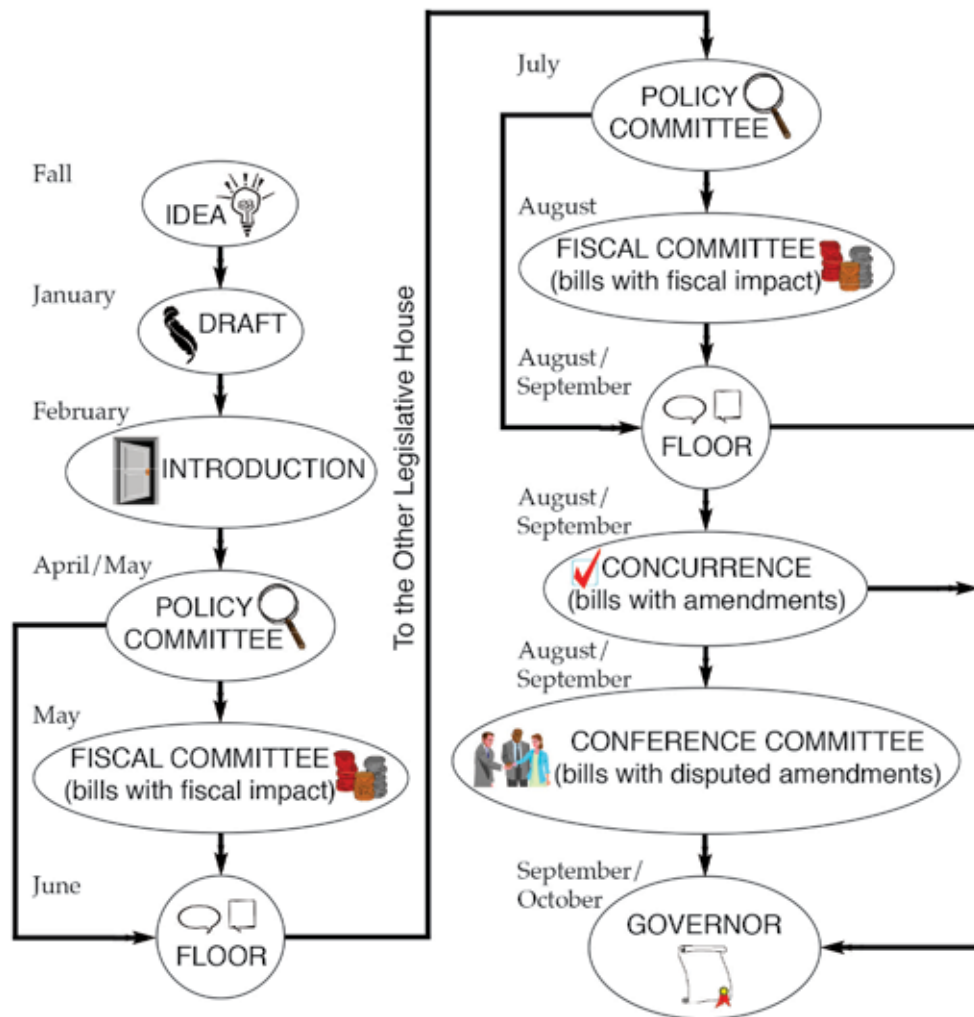 Fall
IDEA
January
DRAFT
February
INTRODUCTION
April/May
POLICY
COMMITTEE
May
FISCAL COMMITTEE
(bills with fiscal impact)
June
FLOOR
To the Other Legislative House
July
POLICY
COMMITTEE
August
FISCAL COMMITTEE
(bills with fiscal impact)
August/
September
FLOOR
August/
September
CONCURRENCE
(bills with amendments)
August/
September
CONFERENCE COMMITTEE
(bills with disputed amendments)
September/
October
GOVERNOR